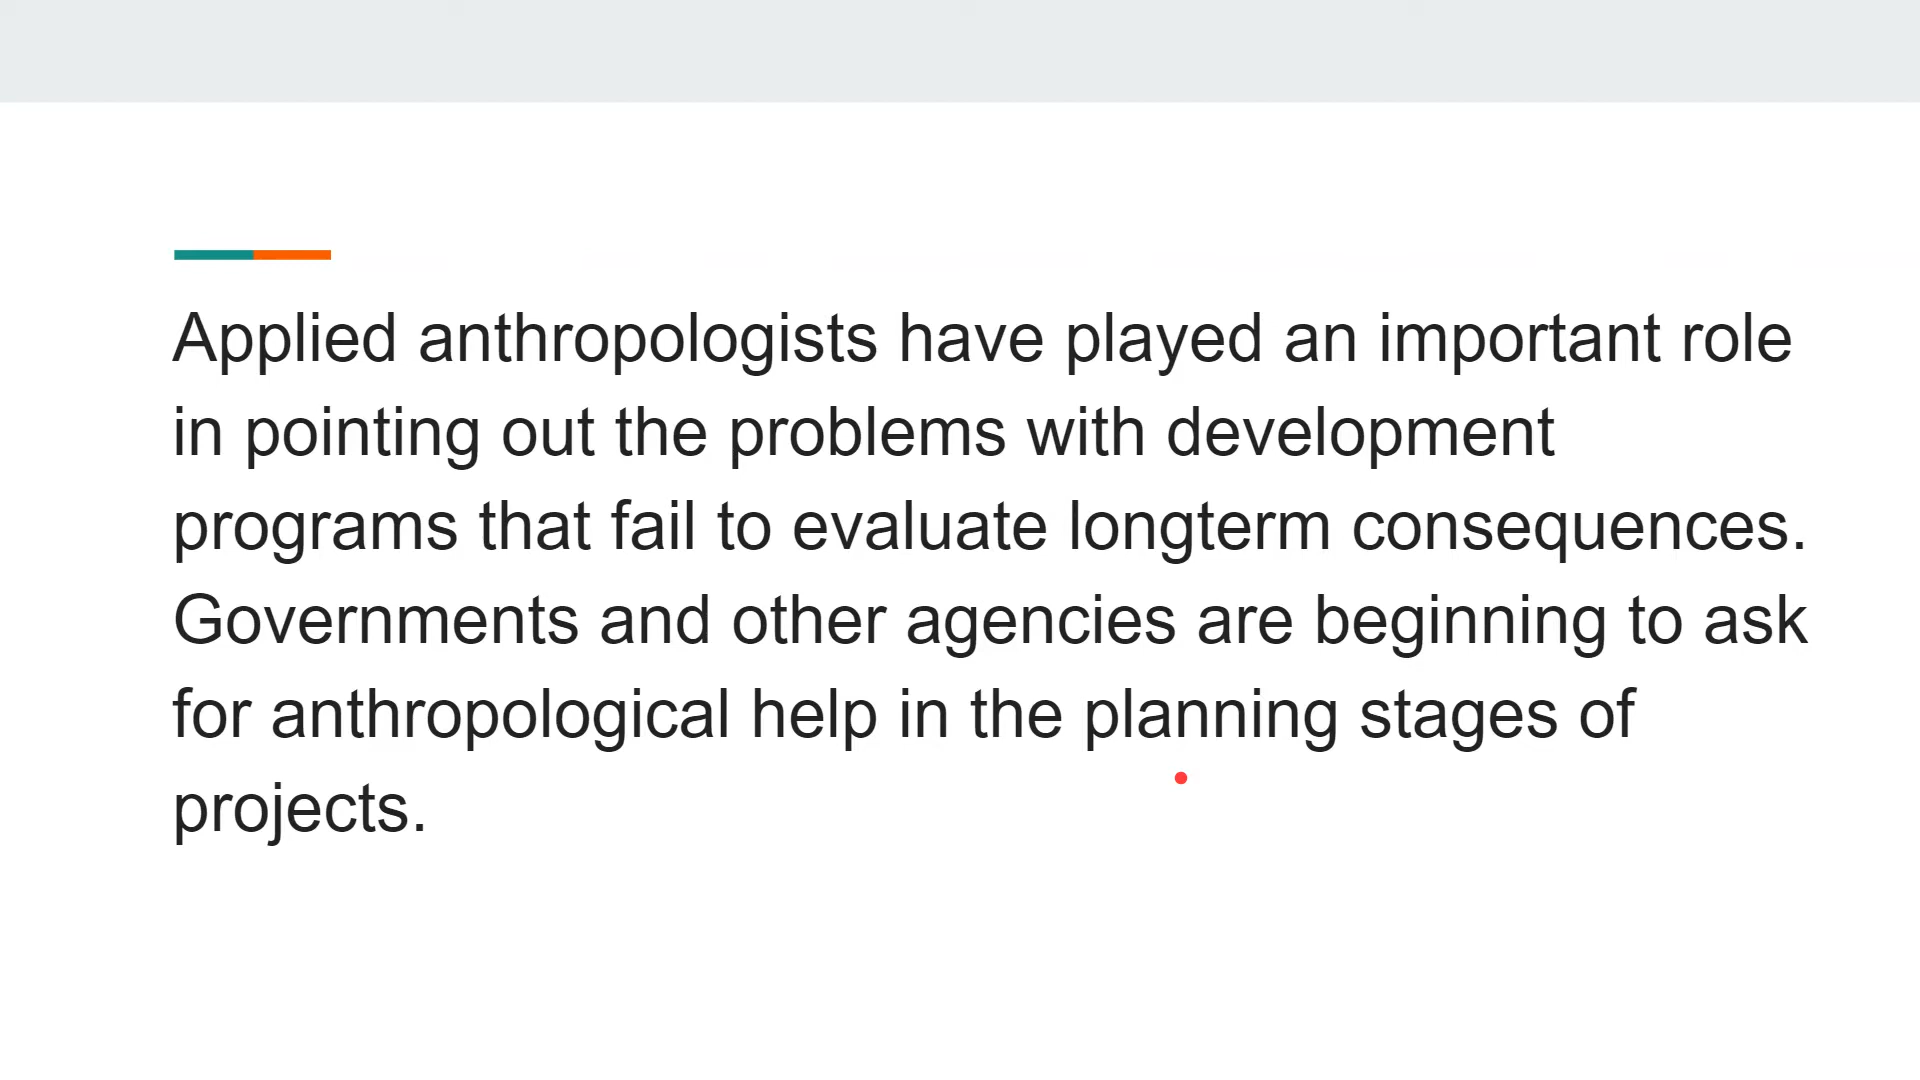 Applied anthropologists have played an important role
in pointing out the problems with development
programs that fail to evaluate longterm consequences.
Governments and other agencies are beginning to ask
for anthropological help in the planning stages of
projects.